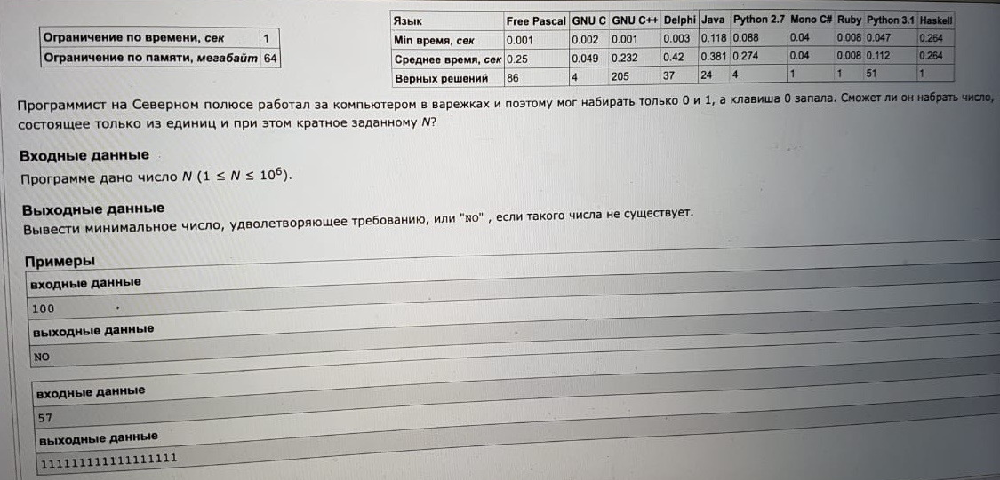 Ограничение по времени, сек 1
Ограничение по памяти, мегабайт 64
Язык Free Pascal GNU C GNU C++ Delphi Java Python 2.7 Mono C# Ruby Python 3.1 Haskell
Min время, сек 0.001 0.002 0.001 0.003 0.118 0.088 0.04 0.008 0.047 0.264
Среднее время, сек 0.25 0.049 0.232 0.42 0.381 0.274 0.04 0.008 0.112 0.264
Верных решений 86 4 205 37 24 4 1 1 51 1
Программист на Северном полюсе работал за компьютером в варежках и поэтому мог набирать только 0 и 1, а клавиша 0 запала. Сможет ли он набрать число,
состоящее только из единиц и при этом кратное заданному N?
Входные данные
Программе дано число N (1 ≤ N ≤ 10⁶).
Выходные данные
Вывести минимальное число, удволетворяющее требованию, или "NO" , если такого числа не существует.
Примеры
входные данные
100
выходные данные
NO
входные данные
57
выходные данные
111111111111111111